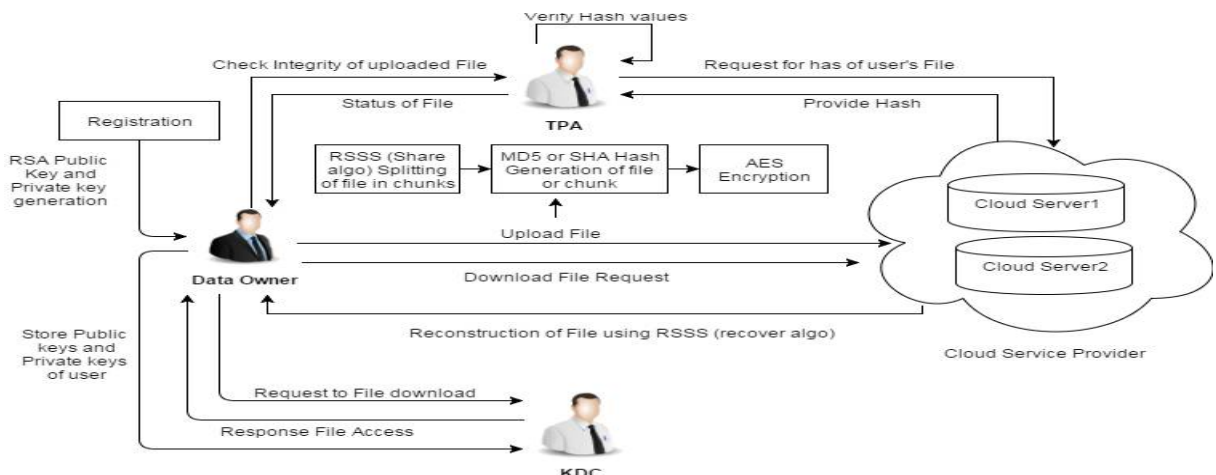 Verify Hash values
Check Integrity of uploaded File
Request for has of user's File
Status of File
Provide Hash
TPA
Registration
RSA Public
Key and
Private key
generation
RSSS (Share
algo) Splitting
of file in chunks
MD5 or SHA Hash
Generation of file
or chunk
AES
Encryption
Cloud Server1
Upload File
Cloud Server2
Download File Request
Data Owner
Reconstruction of File using RSSS (recover algo)
Cloud Service Provider
Store Public
keys and
Private keys
of user
Request to File download
Response File Access
KDC